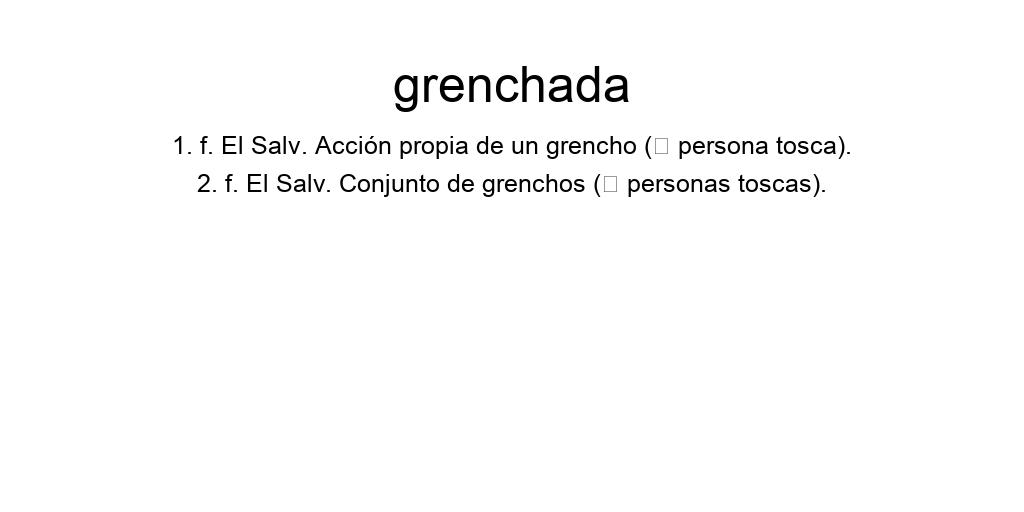 grenchada
1. f. El Salv. Acción propia de un grencho (□ persona tosca).
2. f. El Salv. Conjunto de grenchos (□ personas toscas).